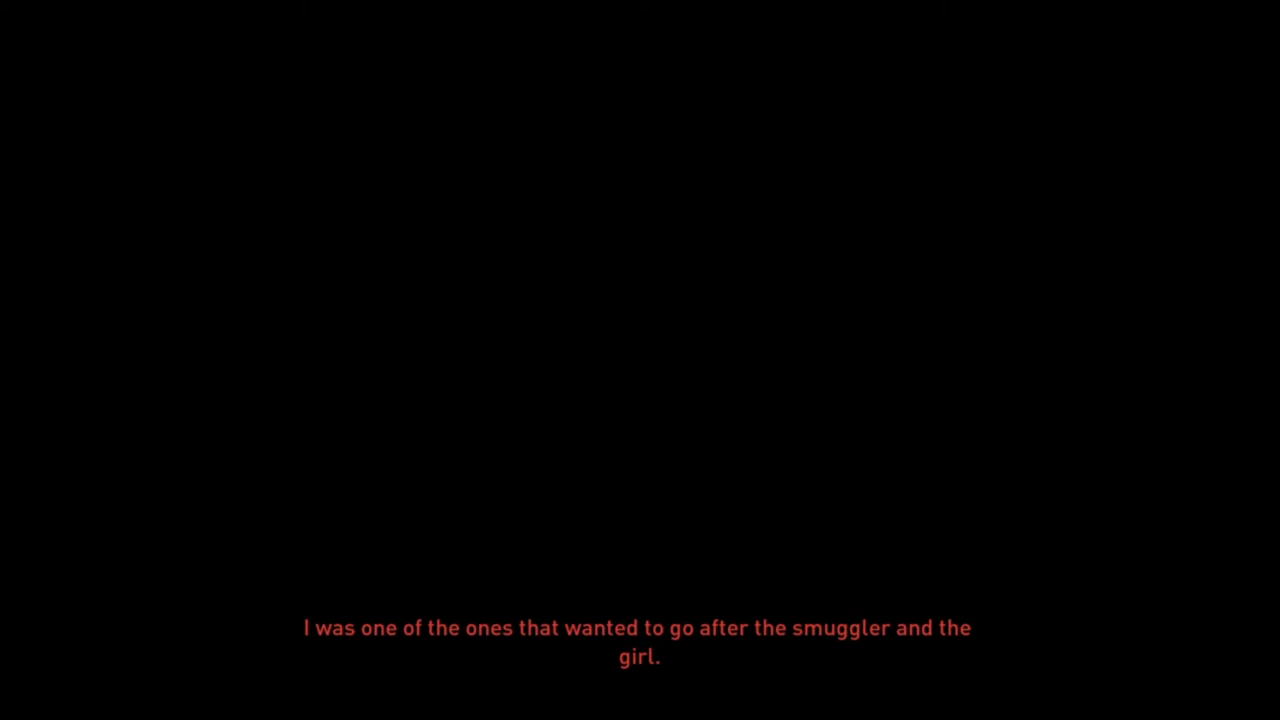 I was one of the ones that wanted to go after the smuggler and the
girl.